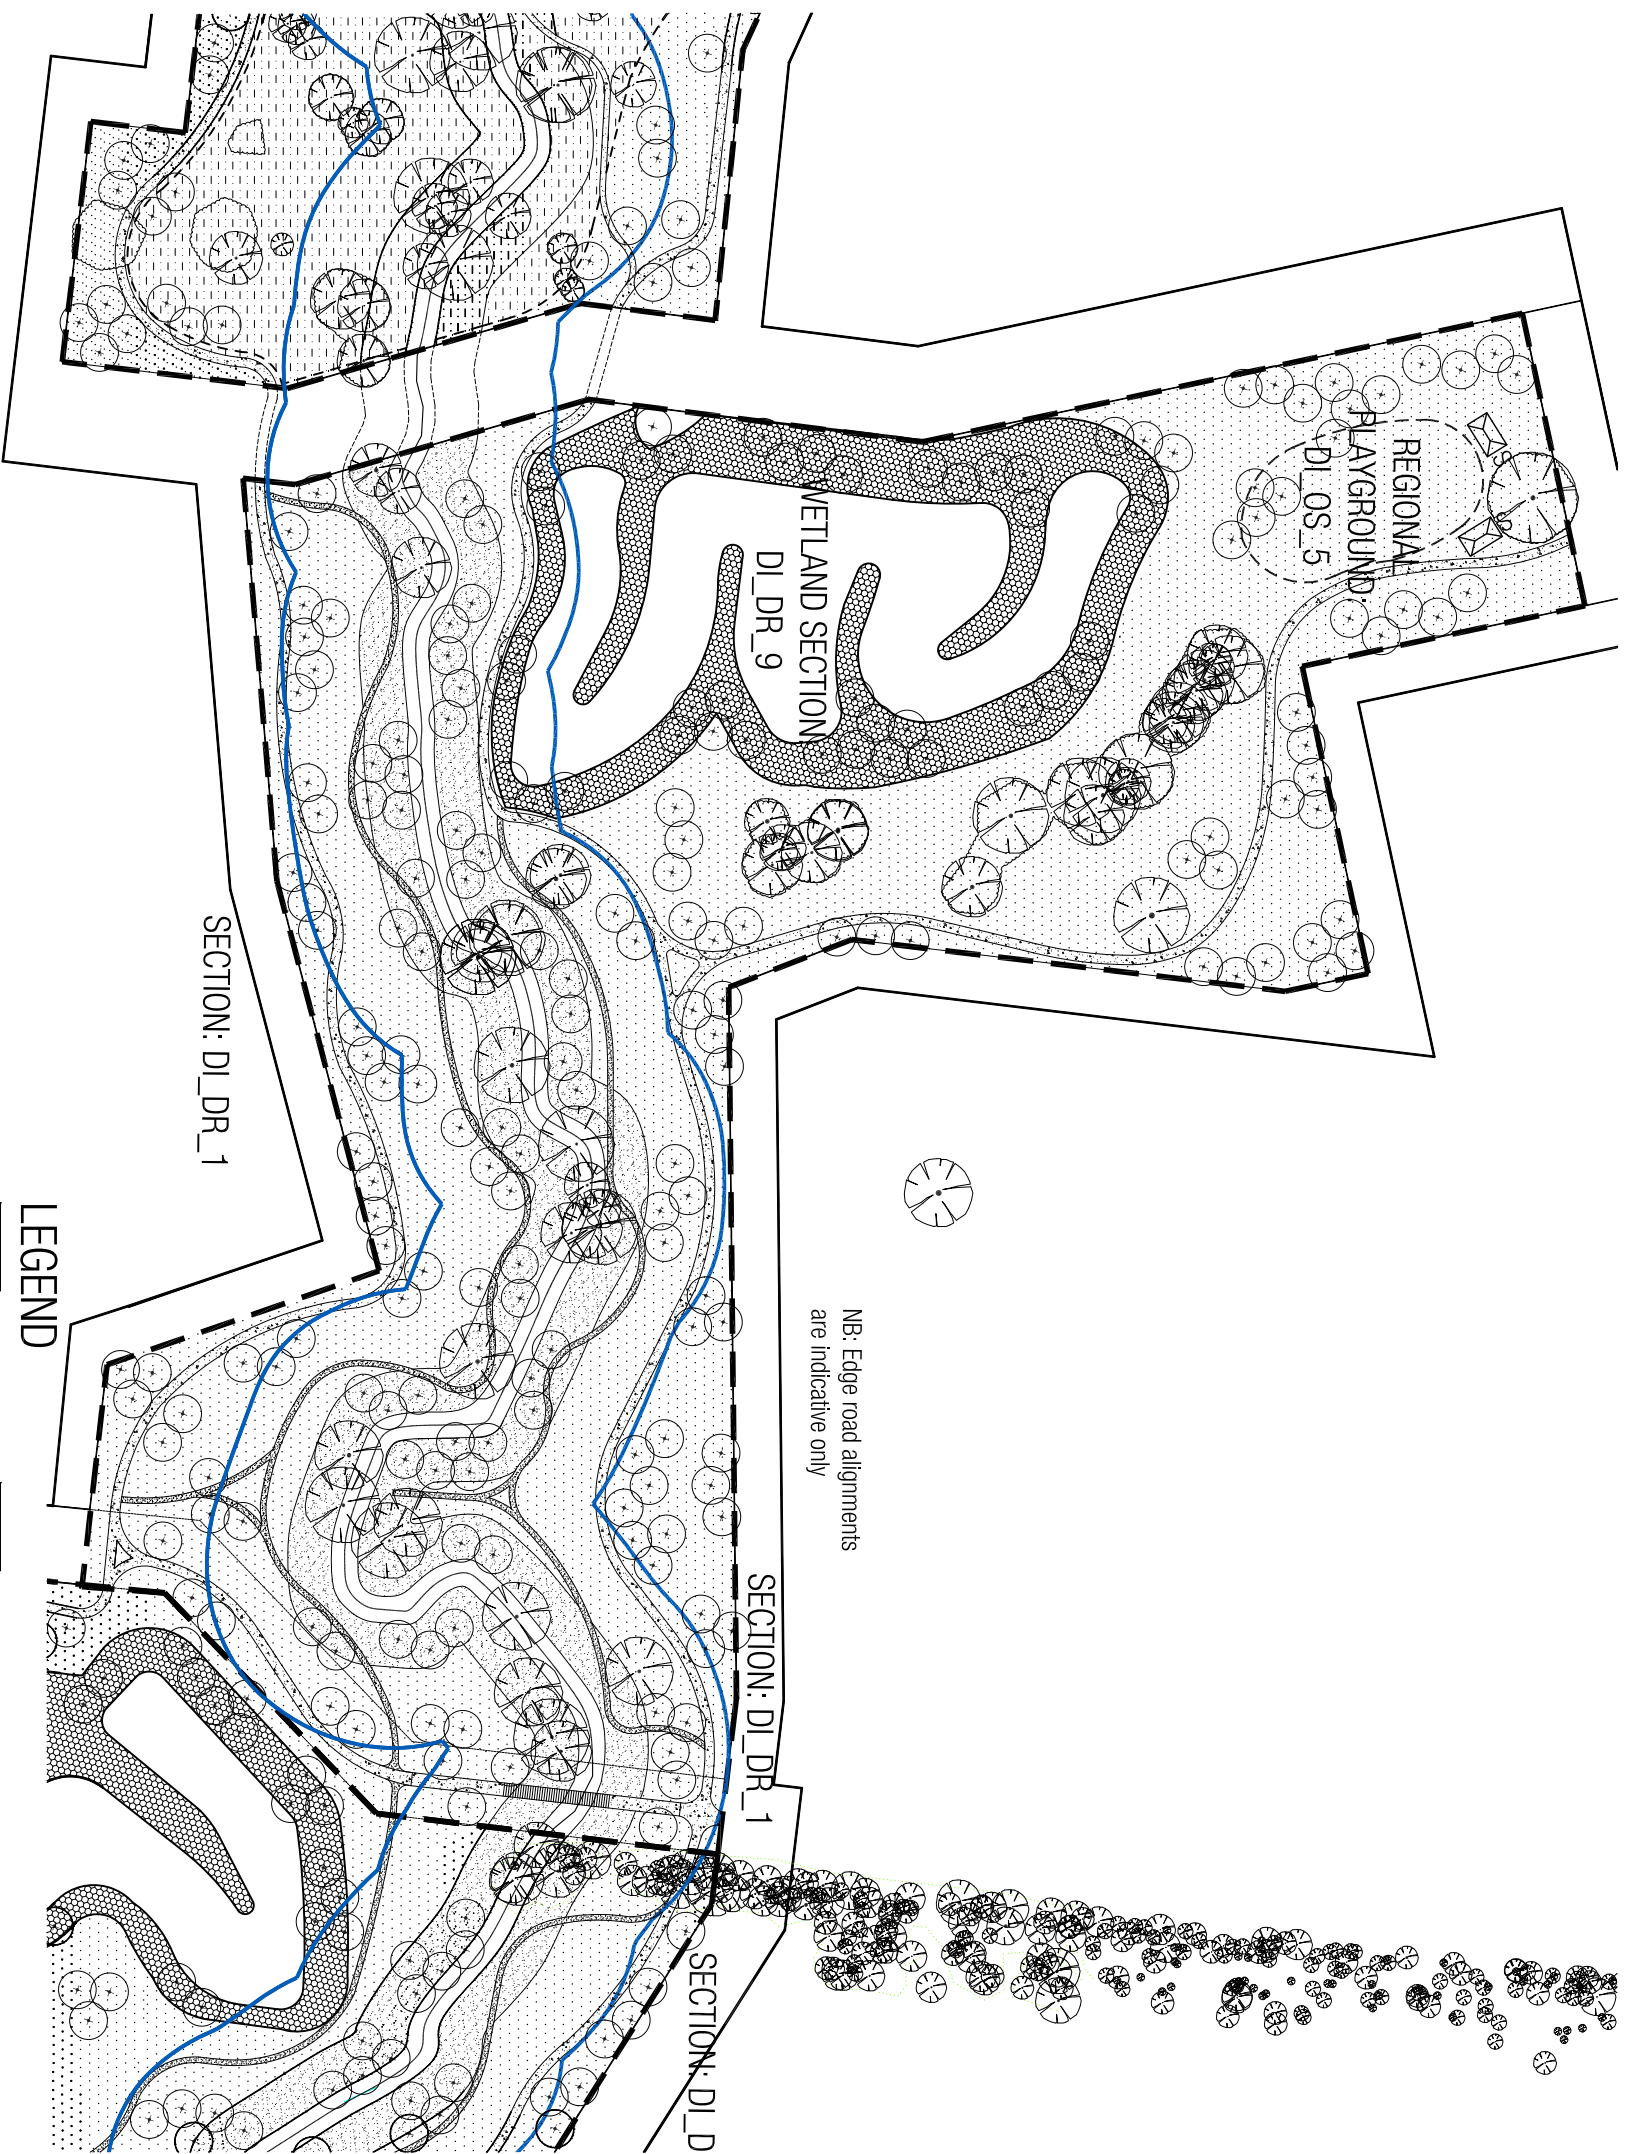 REGIONAL
PLAYGROUND.
DI_OS_5
WETLAND SECTION
DI_DR_9
SECTION: DI_DR_1
NB: Edge road alignments
are indicative only
SECTION: DI_DR_1
SECTION: DI_D
LEGEND